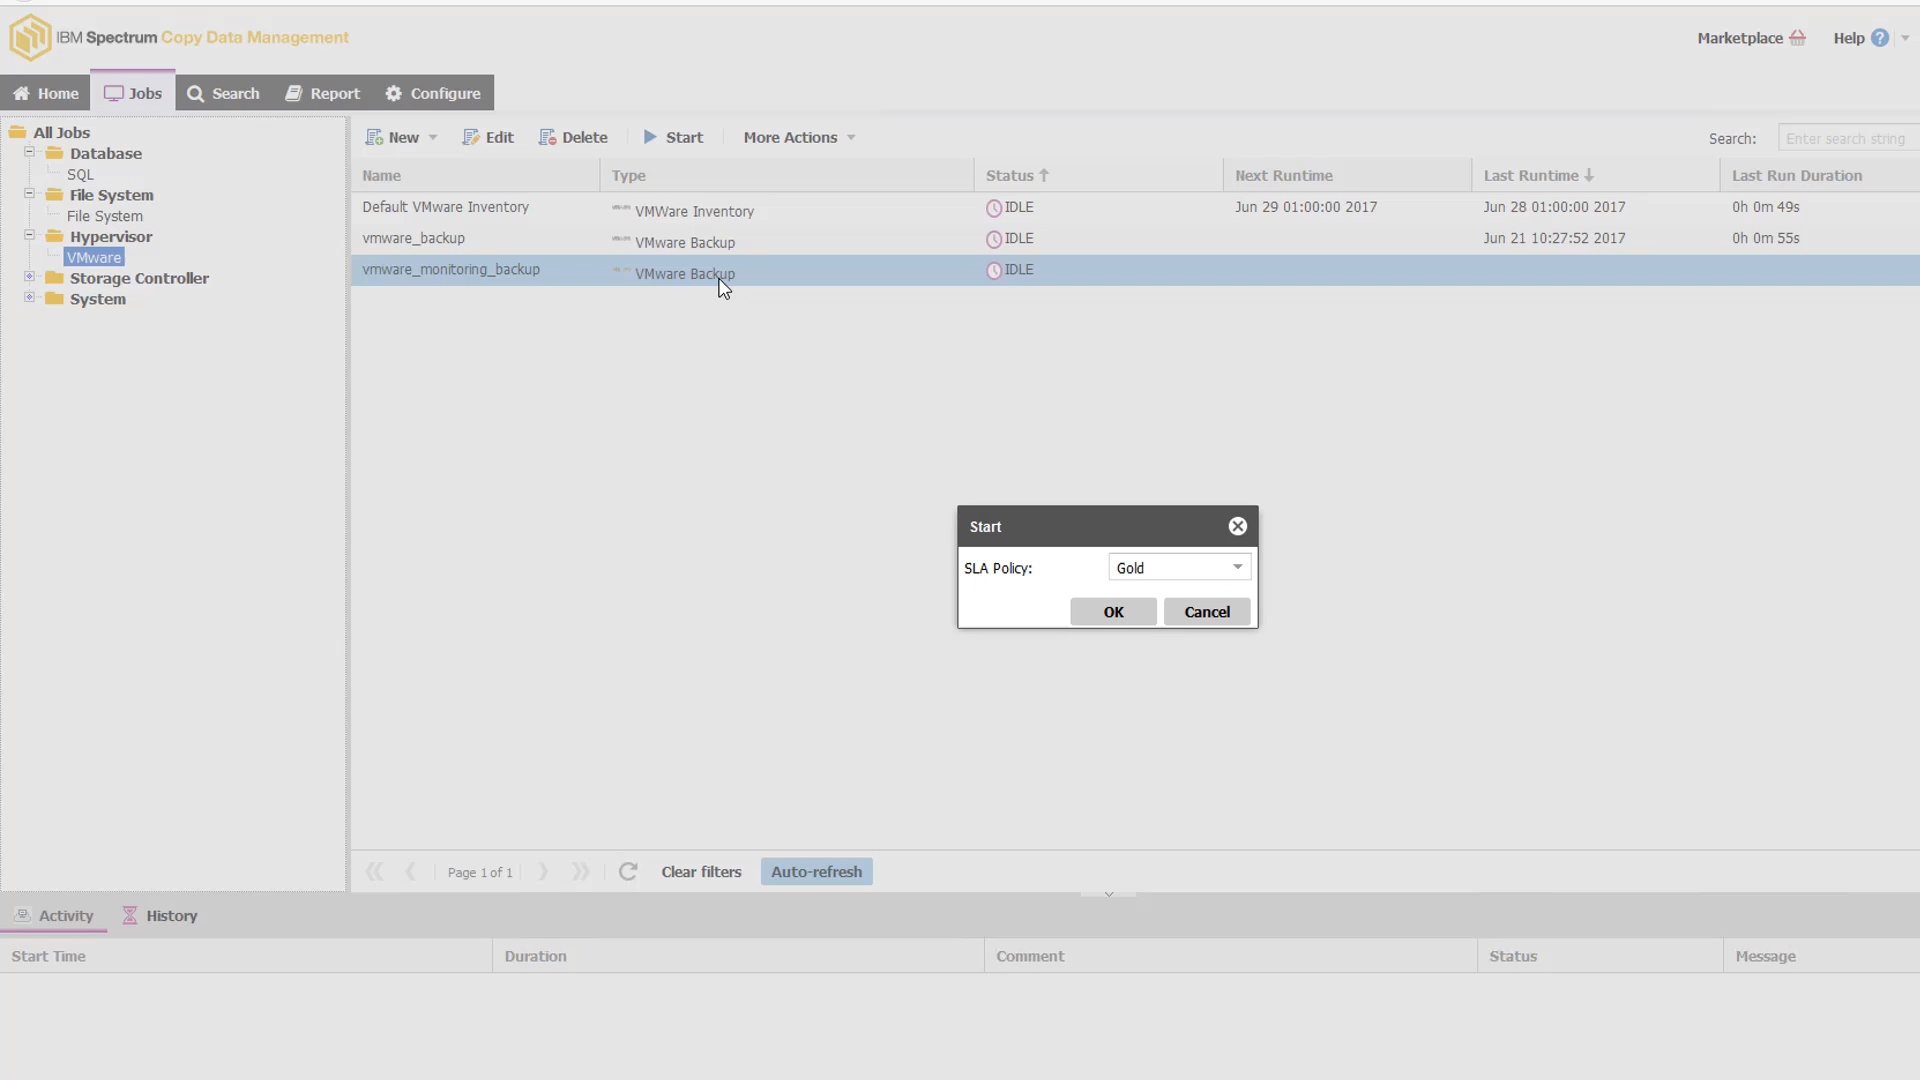 IBM Spectrum Copy Data Management
Marketplace Help ?
Home Jobs Search Report Configure
All Jobs
Database
SQL
File System
File System
Hypervisor
VMware
Storage Controller
System
New Edit Delete Start More Actions Search: Enter search string
Name Type Status Next Runtime Last Runtime Last Run Duration
Default VMware Inventory VMWare Inventory IDLE Jun 29 01:00:00 2017 Jun 28 01:00:00 2017 0h 0m 49s
vmware_backup VMware Backup IDLE Jun 21 10:27:52 2017 0h 0m 55s
vmware_monitoring_backup VMware Backup IDLE
Start
SLA Policy: Gold
OK Cancel
Page 1 of 1 Clear filters Auto-refresh
Activity History
Start Time Duration Comment Status Message